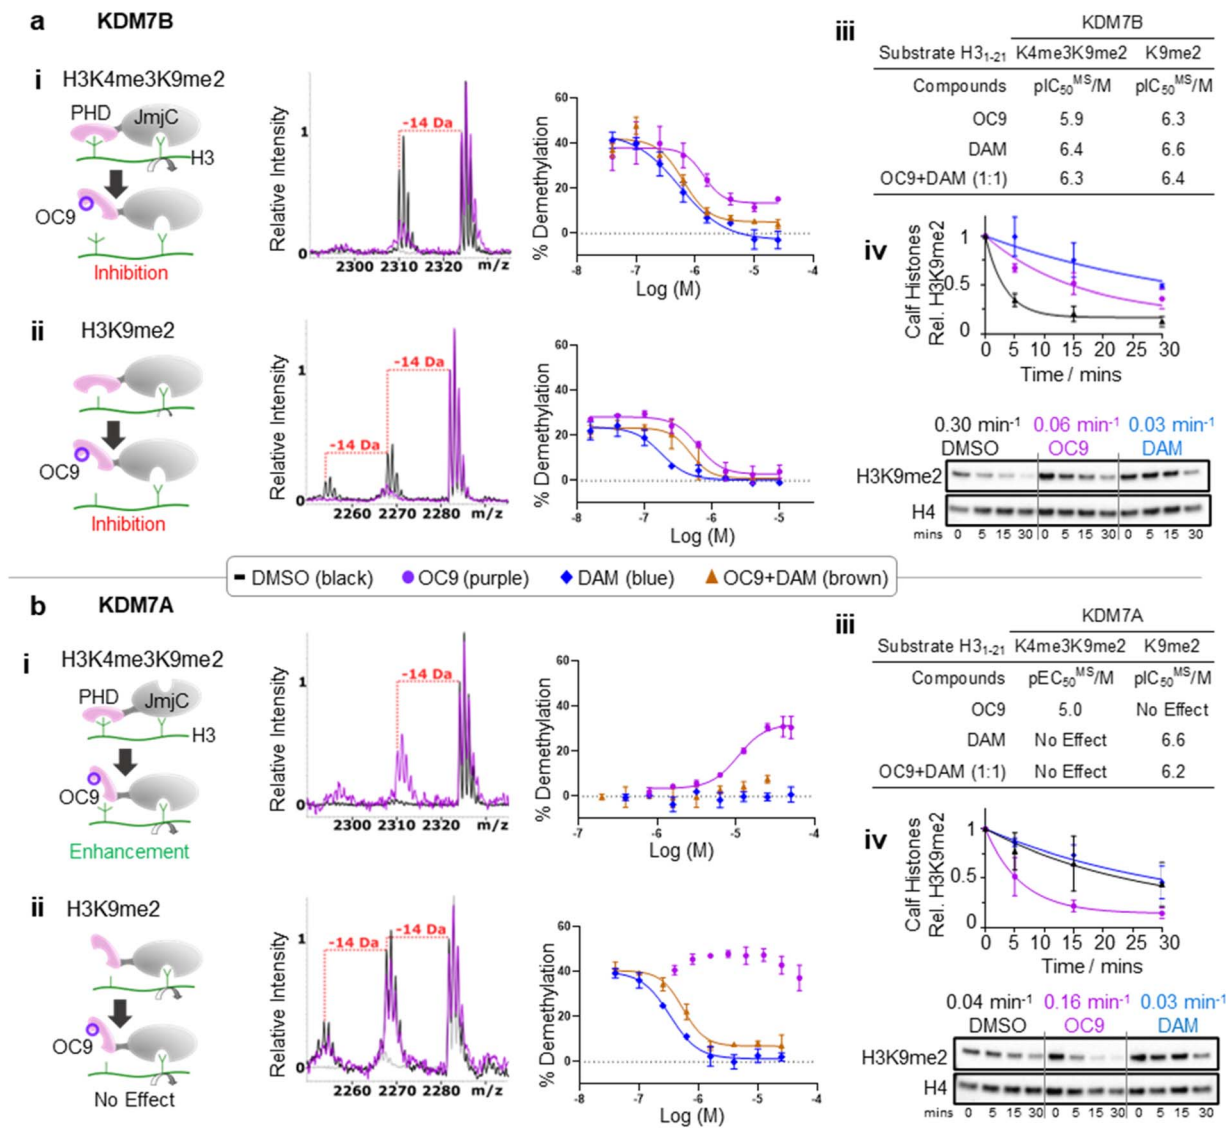 a KDM7B
i H3K4me3K9me2
PHD JmjC
H3
OC9
Inhibition
Relative Intensity
1
0
-14 Da
2300 2310 2320 m/z
% Demethylation
60
40
20
0
-8 -7 -6 -5 -4
Log (M)
ii H3K9me2
OC9
Inhibition
Relative Intensity
1
0
-14 Da
-14 Da
2260 2270 2280 m/z
% Demethylation
60
40
20
0
-8 -7 -6 -5 -4
Log (M)
iii
KDM7B
Substrate H3₁₋₂₁ K4me3K9me2 K9me2
Compounds pIC₅₀ᴹˢ/M pIC₅₀ᴹˢ/M
OC9 5.9 6.3
DAM 6.4 6.6
OC9+DAM (1:1) 6.3 6.4
iv
Calf Histones
Rel. H3K9me2
1
0.5
0
0 5 10 15 20 25 30
Time / mins
0.30 min⁻¹ 0.06 min⁻¹ 0.03 min⁻¹
DMSO OC9 DAM
H3K9me2
H4
mins 0 5 15 30 0 5 15 30 0 5 15 30
DMSO (black) OC9 (purple) DAM (blue) OC9+DAM (brown)
b KDM7A
i H3K4me3K9me2
PHD JmjC
H3
OC9
Enhancement
Relative Intensity
1
0
-14 Da
2300 2310 2320 m/z
% Demethylation
60
40
20
0
-7 -6 -5 -4
Log (M)
ii H3K9me2
OC9
No Effect
Relative Intensity
1
0
-14 Da -14 Da
2260 2270 2280 m/z
% Demethylation
60
40
20
0
-8 -7 -6 -5 -4
Log (M)
iii
KDM7A
Substrate H3₁₋₂₁ K4me3K9me2 K9me2
Compounds pEC₅₀ᴹˢ/M pIC₅₀ᴹˢ/M
OC9 5.0 No Effect
DAM No Effect 6.6
OC9+DAM (1:1) No Effect 6.2
iv
Calf Histones
Rel. H3K9me2
1
0.5
0
0 5 10 15 20 25 30
Time / mins
0.04 min⁻¹ 0.16 min⁻¹ 0.03 min⁻¹
DMSO OC9 DAM
H3K9me2
H4
mins 0 5 15 30 0 5 15 30 0 5 15 30